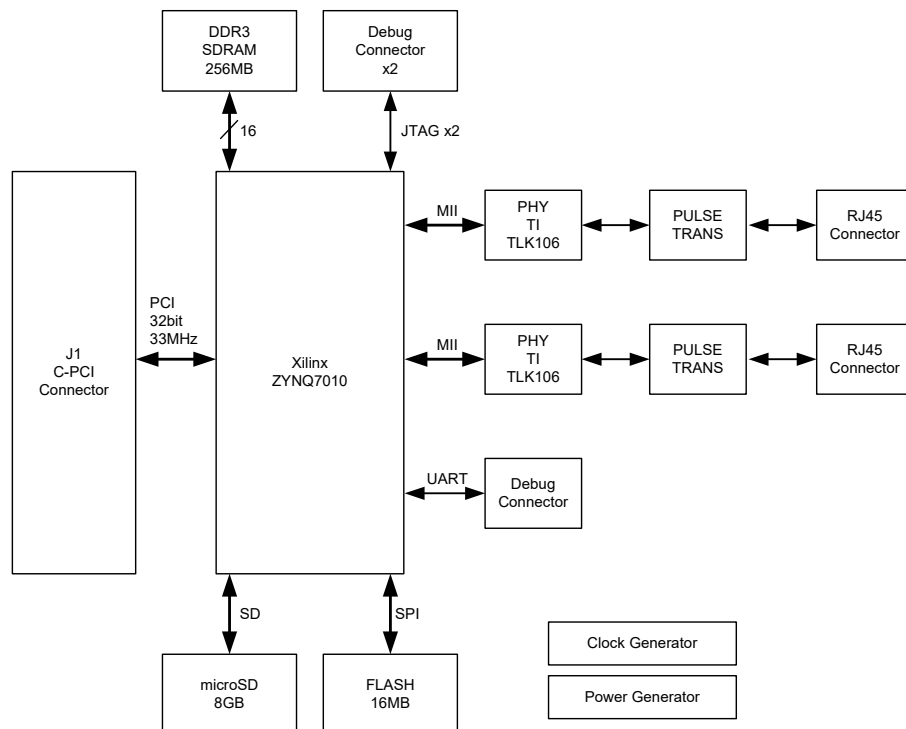 DDR3
SDRAM
256MB
Debug
Connector
x2
16
JTAG x2
J1
C-PCI
Connector
PCI
32bit
33MHz
Xilinx
ZYNQ7010
MII
PHY
TI
TLK106
PULSE
TRANS
RJ45
Connector
MII
PHY
TI
TLK106
PULSE
TRANS
RJ45
Connector
UART
Debug
Connector
SD
SPI
microSD
8GB
FLASH
16MB
Clock Generator
Power Generator